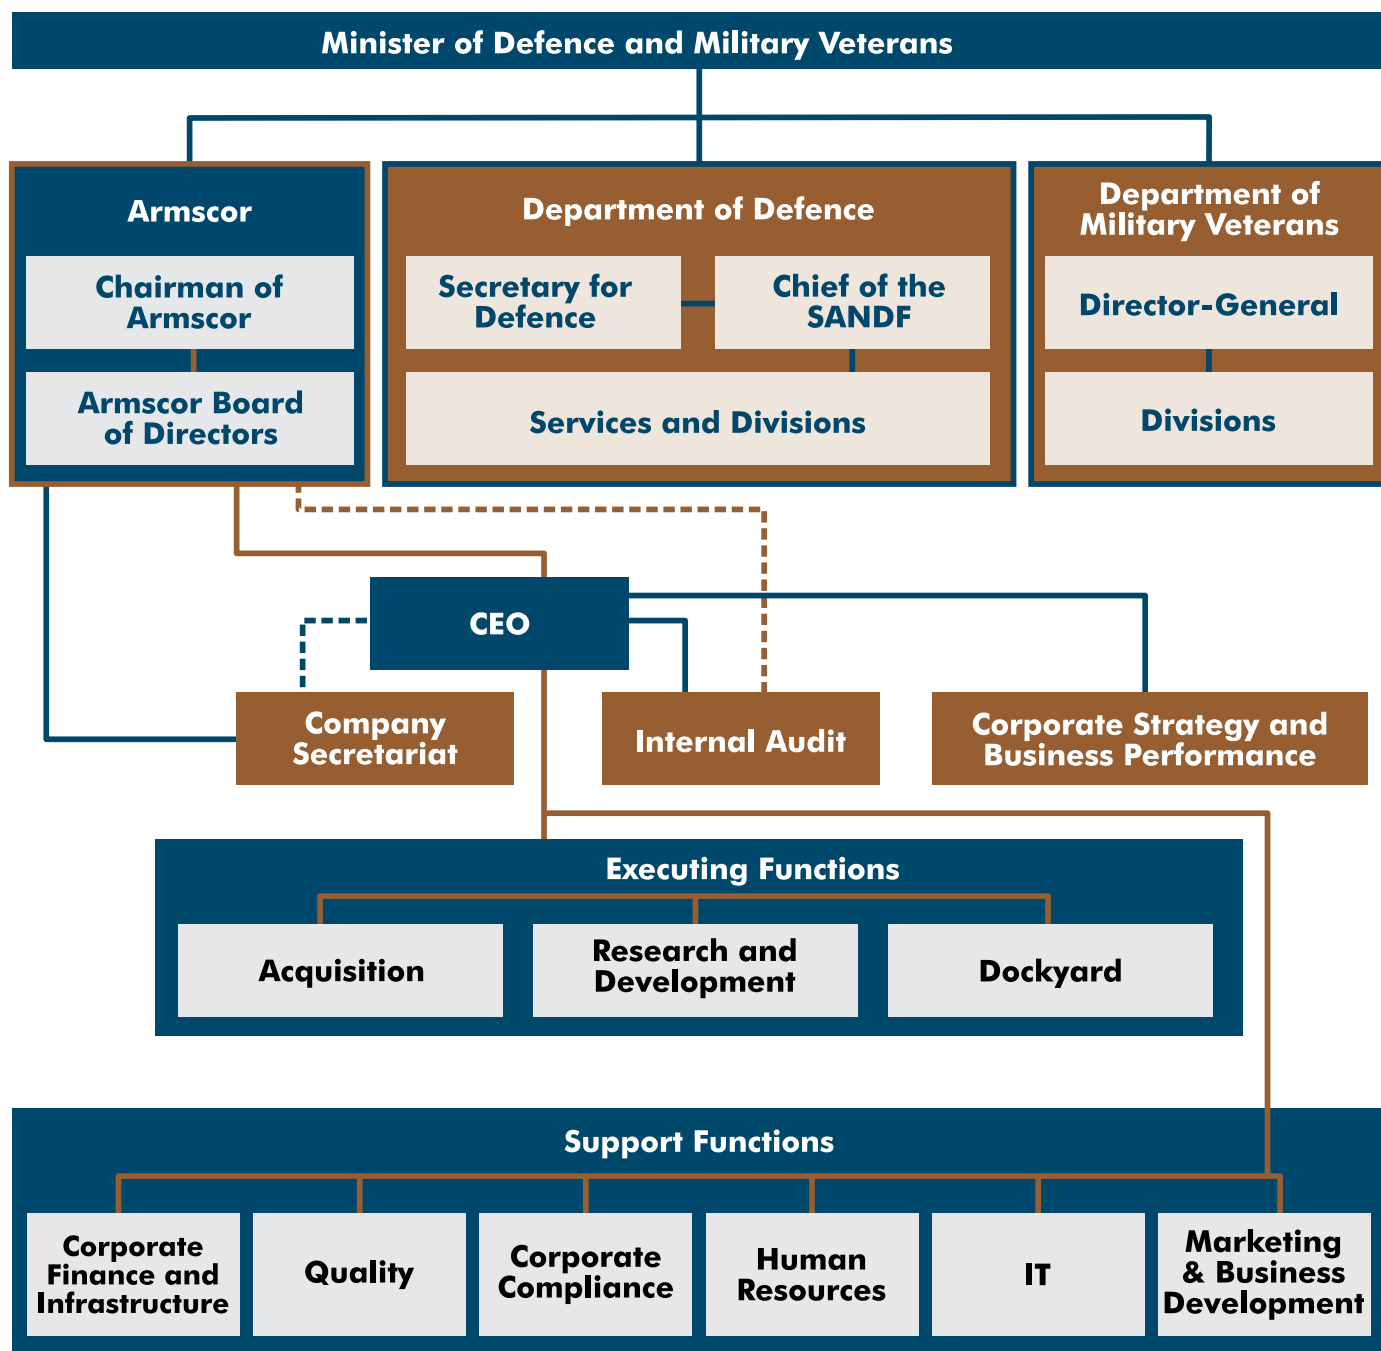 Minister of Defence and Military Veterans
Armscor
Chairman of
Armscor
Armscor Board
of Directors
Department of Defence
Secretary for
Defence
Chief of the
SANDF
Services and Divisions
Department of
Military Veterans
Director-General
Divisions
CEO
Company
Secretariat
Internal Audit
Corporate Strategy and
Business Performance
Executing Functions
Acquisition
Research and
Development
Dockyard
Support Functions
Corporate
Finance and
Infrastructure
Quality
Corporate
Compliance
Human
Resources
IT
Marketing
& Business
Development